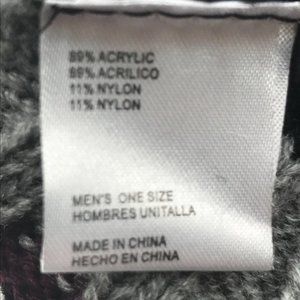 89% ACRYLIC
89% ACRILICO
11% NYLON
11% NYLON
MEN'S ONE SIZE
HOMBRES UNITALLA
MADE IN CHINA
HECHO EN CHINA